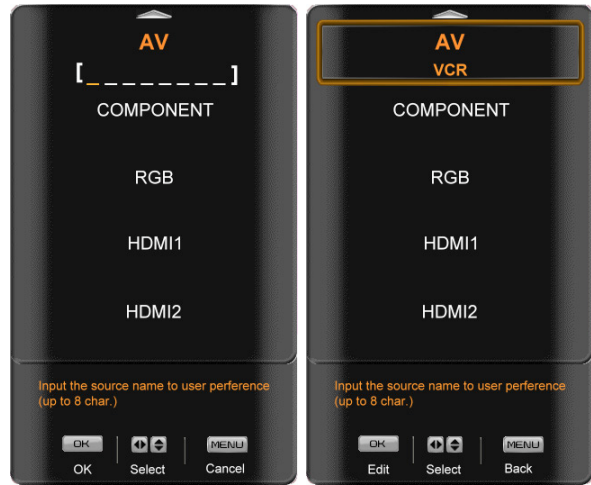 AV
[_ _ _ _ _ _ _ _]
COMPONENT
RGB
HDMI1
HDMI2
Input the source name to user perference
(up to 8 char.)
OK MENU
OK Select Cancel
AV
VCR
COMPONENT
RGB
HDMI1
HDMI2
Input the source name to user perference
(up to 8 char.)
OK MENU
Edit Select Back